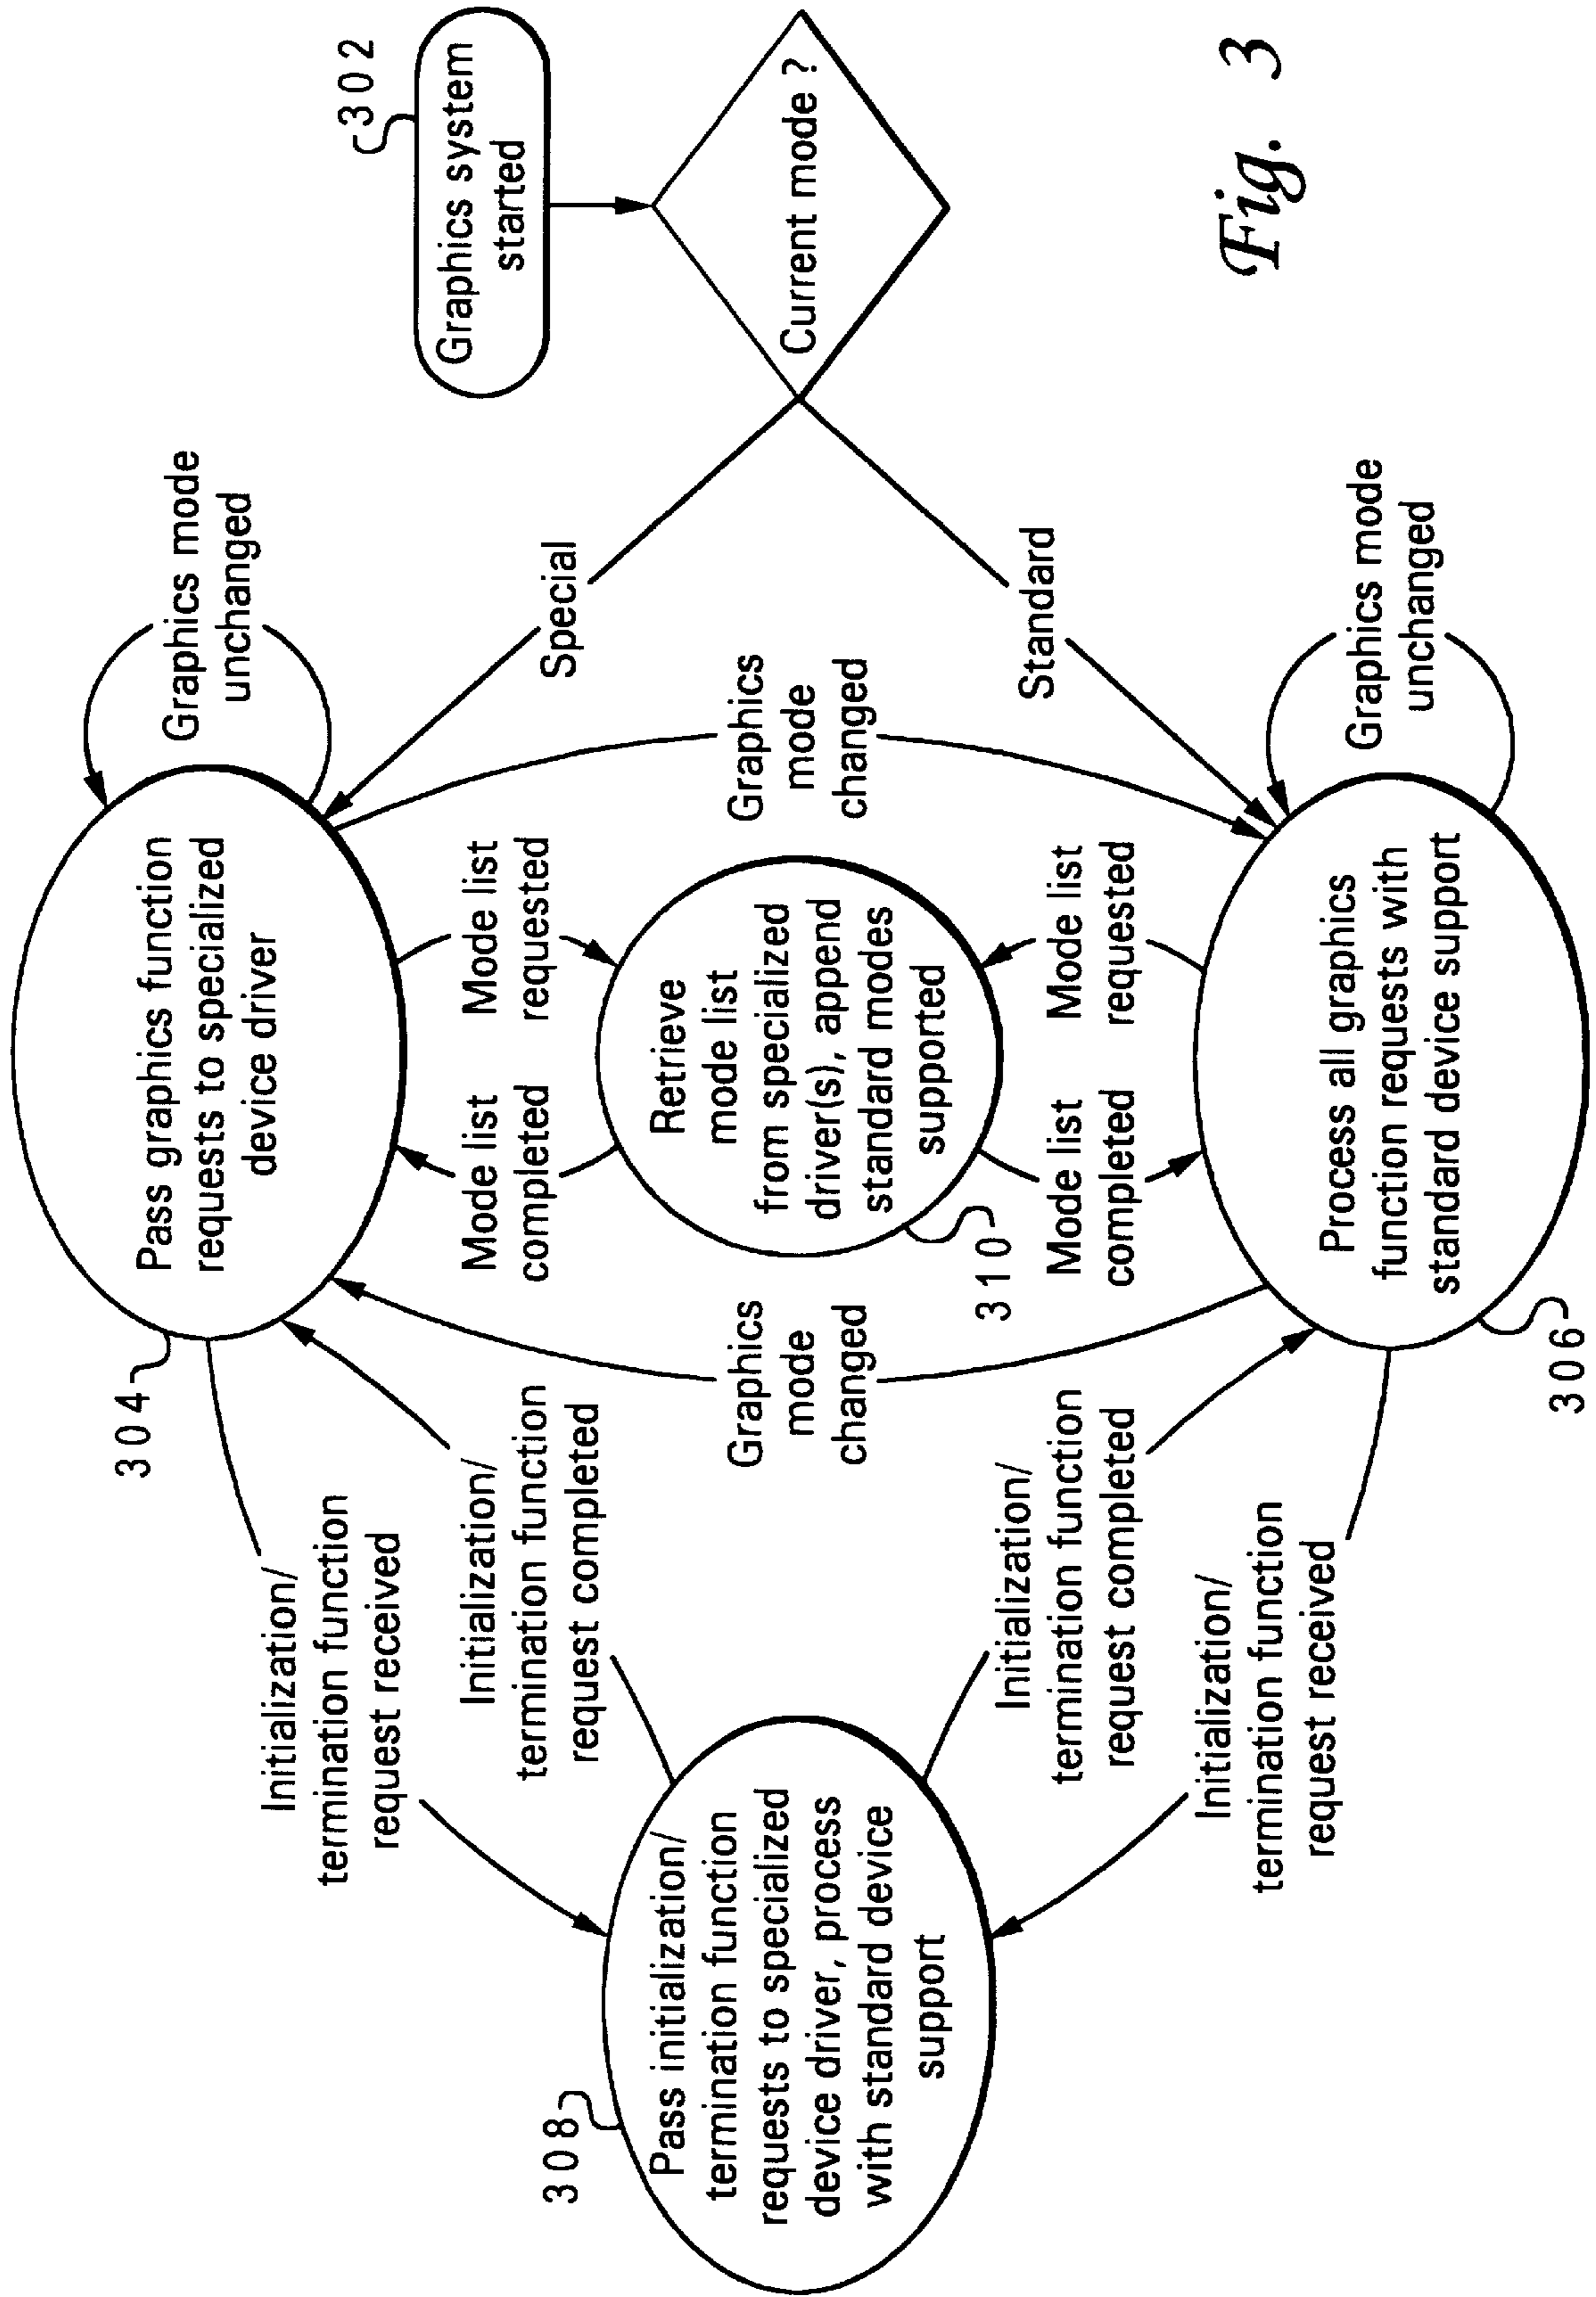 302
Graphics system
started
Current mode ?
Special
Standard
Graphics mode
unchanged
304
Pass graphics function
requests to specialized
device driver
Graphics
mode
changed
Mode list
requested
Mode list
completed
Retrieve
mode list
from specialized
driver(s), append
standard modes
supported
310
Mode list
requested
Mode list
completed
Graphics
mode
changed
Graphics mode
unchanged
Process all graphics
function requests with
standard device support
306
Initialization/
termination function
request received
Initialization/
termination function
request completed
Initialization/
termination function
request completed
Initialization/
termination function
request received
308
Pass initialization/
termination function
requests to specialized
device driver, process
with standard device
support
Fig. 3